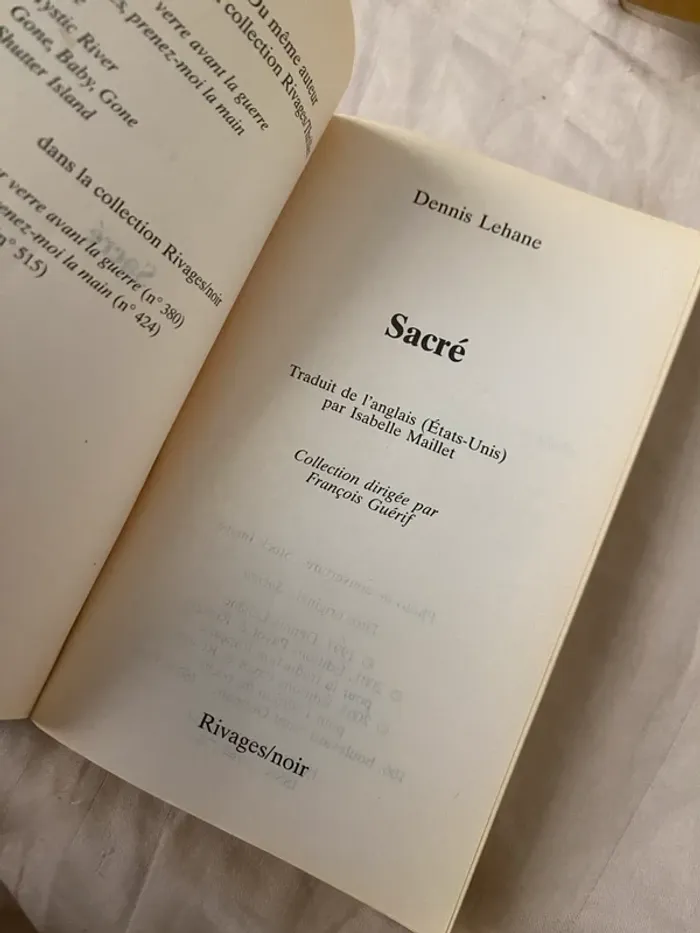 Du même auteur
collection Rivages/
verre avant la guerre
prenez-moi la main
Mystic River
Gone, Baby, Gone
Shutter Island
dans la collection Rivages/noir
verre avant la guerre (n° 380)
prenez-moi la main (n° 424)
(n° 515)
Dennis Lehane
Sacré
Traduit de l'anglais (États-Unis)
par Isabelle Maillet
Collection dirigée par
François Guérif
Rivages/noir